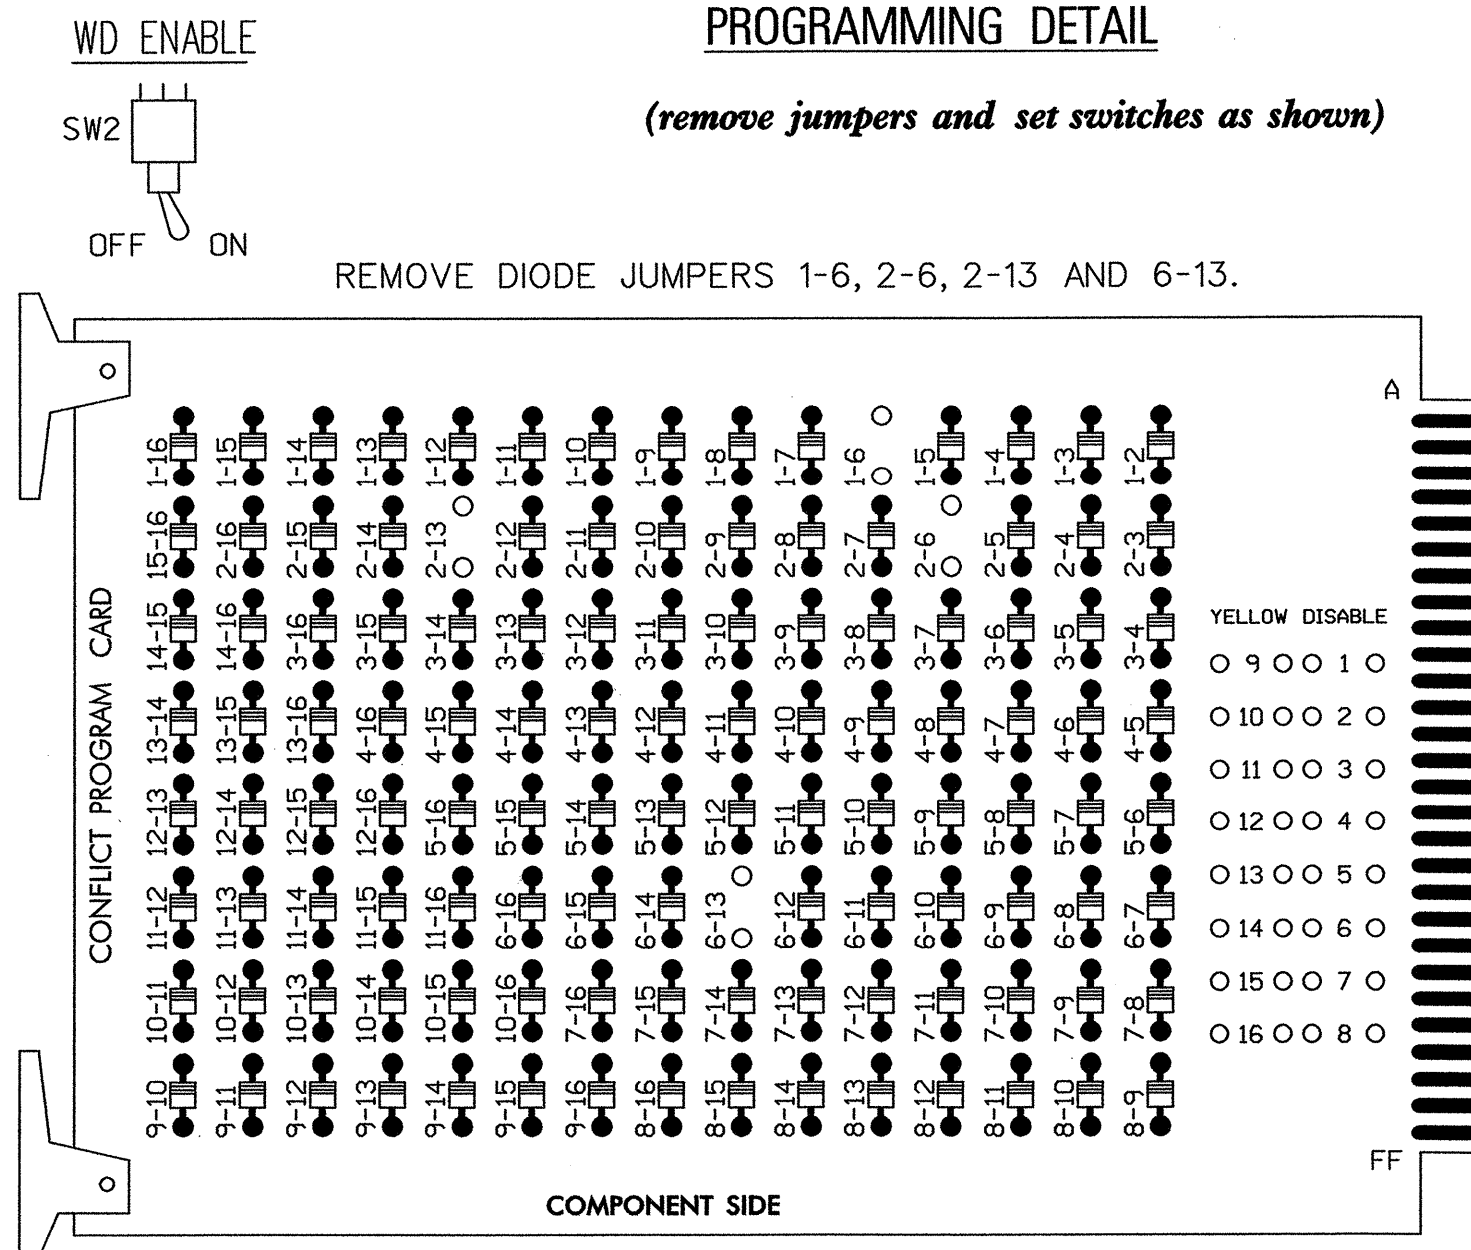 WD ENABLE
PROGRAMMING DETAIL
(remove jumpers and set switches as shown)
SW2
OFF ON
REMOVE DIODE JUMPERS 1-6, 2-6, 2-13 AND 6-13.
A
1-16 1-15 1-14 1-13 1-12 1-11 1-10 1-9 1-8 1-7 1-6 1-5 1-4 1-3 1-2
15-16 2-16 2-15 2-14 2-13 2-12 2-11 2-10 2-9 2-8 2-7 2-6 2-5 2-4 2-3
14-15 14-16 3-16 3-15 3-14 3-13 3-12 3-11 3-10 3-9 3-8 3-7 3-6 3-5 3-4
13-14 13-15 13-16 4-16 4-15 4-14 4-13 4-12 4-11 4-10 4-9 4-8 4-7 4-6 4-5
12-13 12-14 12-15 12-16 5-16 5-15 5-14 5-13 5-12 5-11 5-10 5-9 5-8 5-7 5-6
11-12 11-13 11-14 11-15 11-16 6-16 6-15 6-14 6-13 6-12 6-11 6-10 6-9 6-8 6-7
10-11 10-12 10-13 10-14 10-15 10-16 7-16 7-15 7-14 7-13 7-12 7-11 7-10 7-9 7-8
9-10 9-11 9-12 9-13 9-14 9-15 9-16 8-16 8-15 8-14 8-13 8-12 8-11 8-10 8-9
CONFLICT PROGRAM CARD
YELLOW DISABLE
9 1
10 2
11 3
12 4
13 5
14 6
15 7
16 8
FF
COMPONENT SIDE